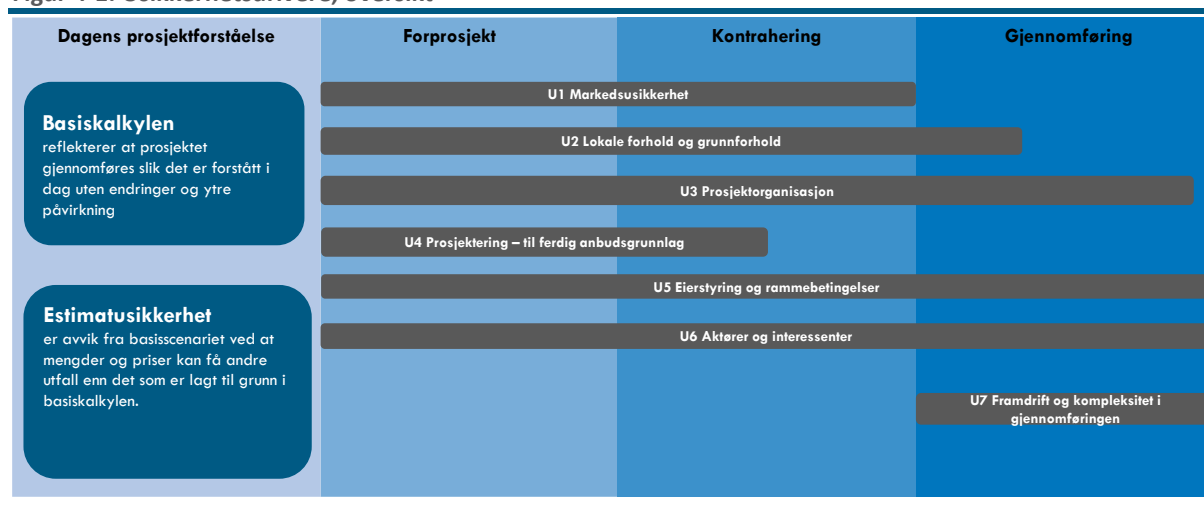 Dagens prosjektforståelse
Forprosjekt
Kontrahering
Gjennomføring
Basiskalkylen
reflekterer at prosjektet
gjennomføres slik det er forstått i
dag uten endringer og ytre
påvirkning
Estimatusikkerhet
er avvik fra basisscenariet ved at
mengder og priser kan få andre
utfall enn det som er lagt til grunn i
basiskalkylen.
U1 Markedsusikkerhet
U2 Lokale forhold og grunnforhold
U3 Prosjektorganisasjon
U4 Prosjektering – til ferdig anbudsgrunnlag
U5 Eierstyring og rammebetingelser
U6 Aktører og interessenter
U7 Framdrift og kompleksitet i
gjennomføringen